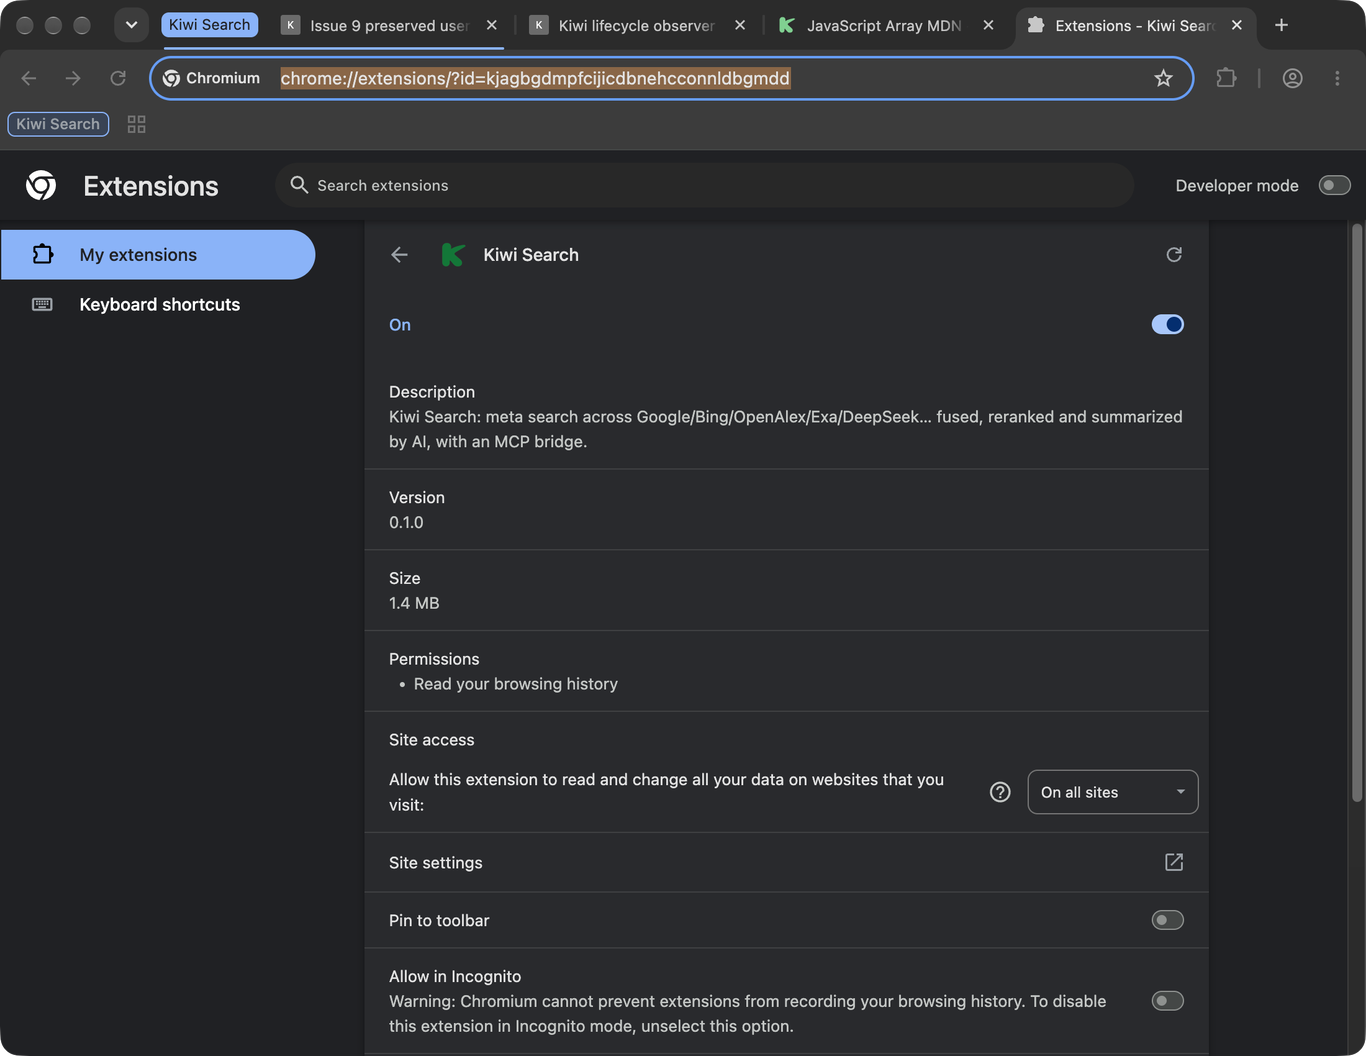 Kiwi Search
K
Issue 9 preserved user
K
Kiwi lifecycle observer
JavaScript Array MDN
Extensions - Kiwi Sear
Chromium
chrome://extensions/?id=kjagbgdmpfcijicdbnehcconnldbgmdd
Kiwi Search
Extensions
Search extensions
Developer mode
My extensions
Keyboard shortcuts
Kiwi Search
On
Description
Kiwi Search: meta search across Google/Bing/OpenAlex/Exa/DeepSeek... fused, reranked and summarized
by AI, with an MCP bridge.
Version
0.1.0
Size
1.4 MB
Permissions
• Read your browsing history
Site access
Allow this extension to read and change all your data on websites that you
visit:
On all sites
Site settings
Pin to toolbar
Allow in Incognito
Warning: Chromium cannot prevent extensions from recording your browsing history. To disable
this extension in Incognito mode, unselect this option.